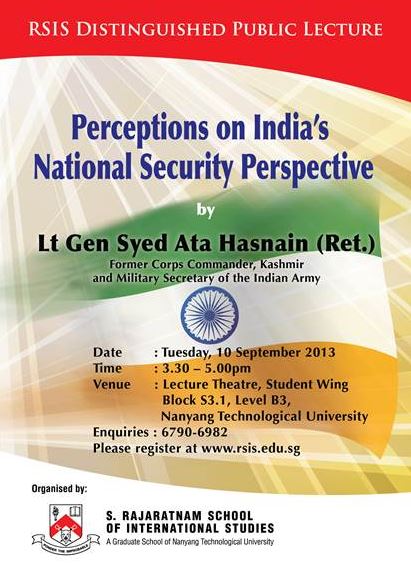 RSIS DISTINGUISHED PUBLIC LECTURE
Perceptions on India's
National Security Perspective
by
Lt Gen Syed Ata Hasnain (Ret.)
Former Corps Commander, Kashmir
and Military Secretary of the Indian Army
Date : Tuesday, 10 September 2013
Time : 3.30 – 5.00pm
Venue : Lecture Theatre, Student Wing
Block S3.1, Level B3,
Nanyang Technological University
Enquiries : 6790-6982
Please register at www.rsis.edu.sg
Organised by:
S. RAJARATNAM SCHOOL
OF INTERNATIONAL STUDIES
A Graduate School of Nanyang Technological University
PONDER THE IMPROBABLE